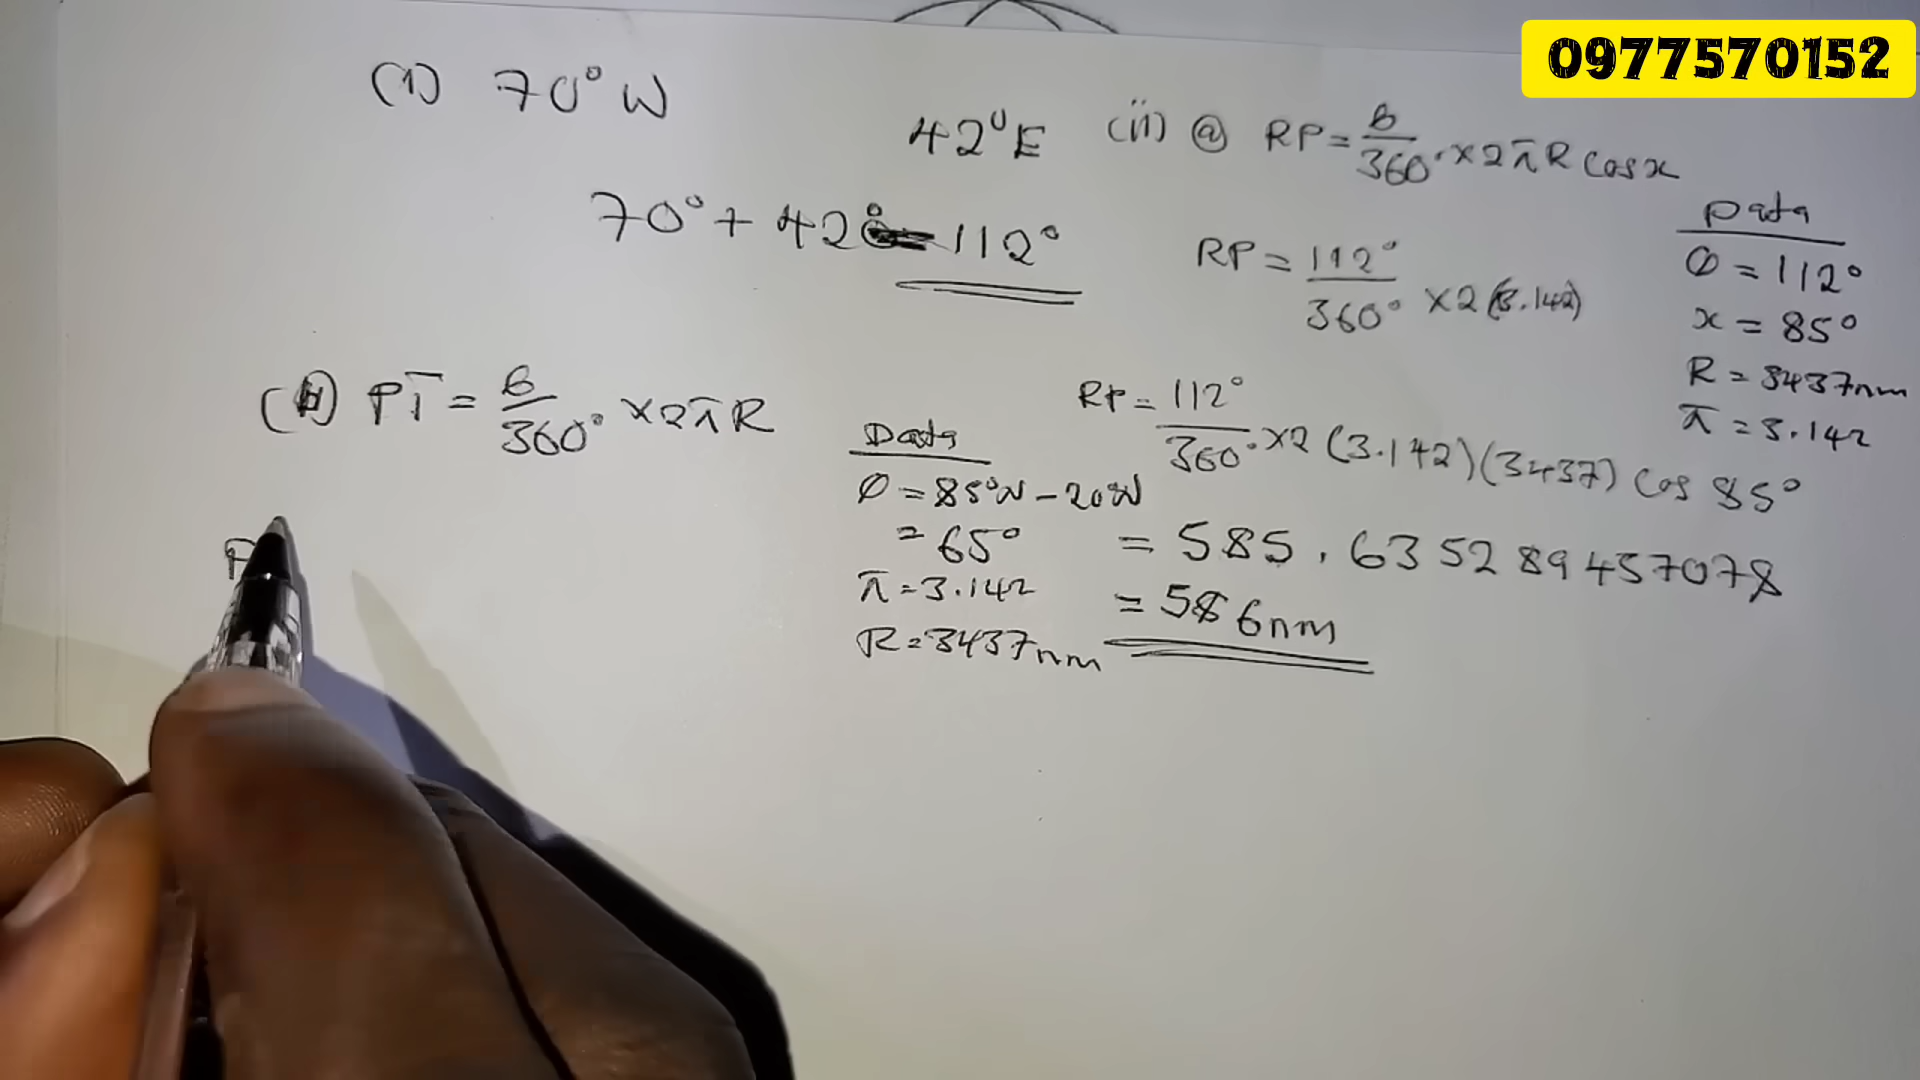 0977570152
(i) 70° W
42° E
70° + 42° = 112°
(ii) @ RP = θ/360° × 2πR cos x
RP = 112°/360° × 2(3.142)
RP = 112°/360° × 2(3.142)(3437) cos 85°
= 585.635289457078
= 586nm
Data
θ = 112°
x = 85°
R = 3437nm
π = 3.142
PT = θ/360° × 2πR
Data
θ = 85°N - 20°N
= 65°
π = 3.142
R = 3437nm
P